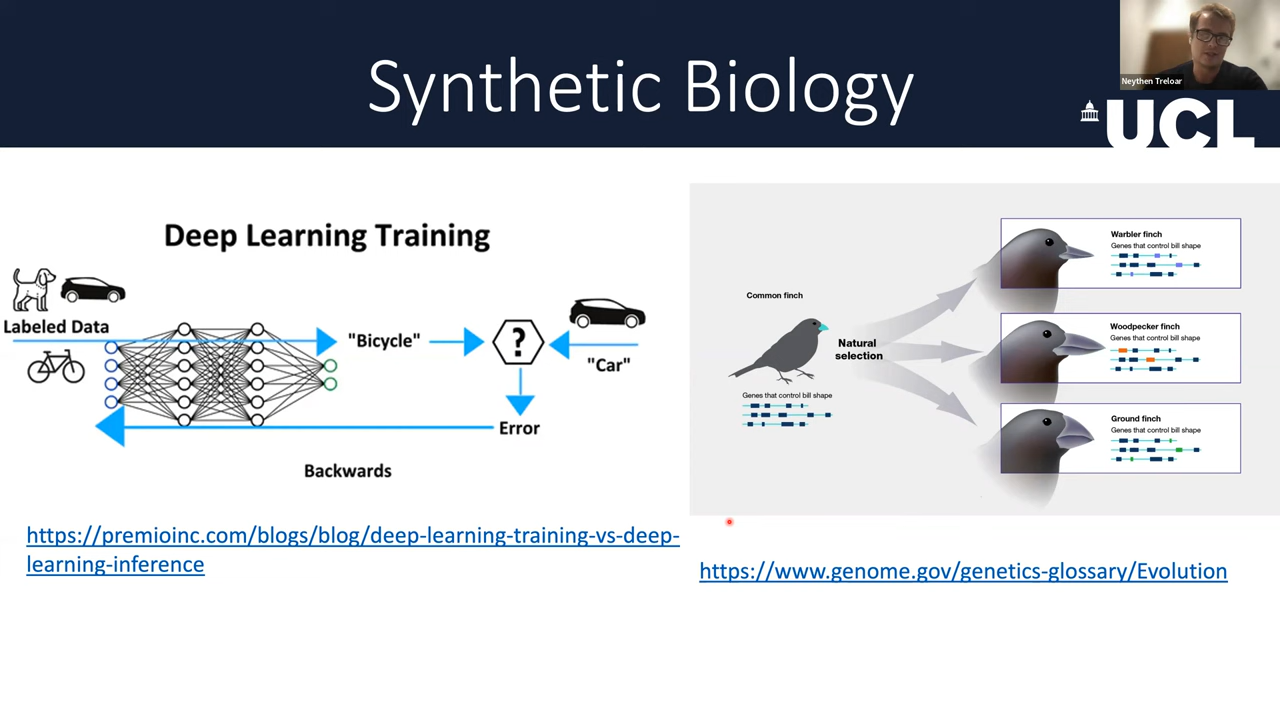 Synthetic Biology
Neythen Treloar
UCL
Deep Learning Training
Labeled Data
"Bicycle"
?
"Car"
Error
Backwards
https://premioinc.com/blogs/blog/deep-learning-training-vs-deep-
learning-inference
Common finch
Genes that control bill shape
Natural
selection
Warbler finch
Genes that control bill shape
Woodpecker finch
Genes that control bill shape
Ground finch
Genes that control bill shape
https://www.genome.gov/genetics-glossary/Evolution